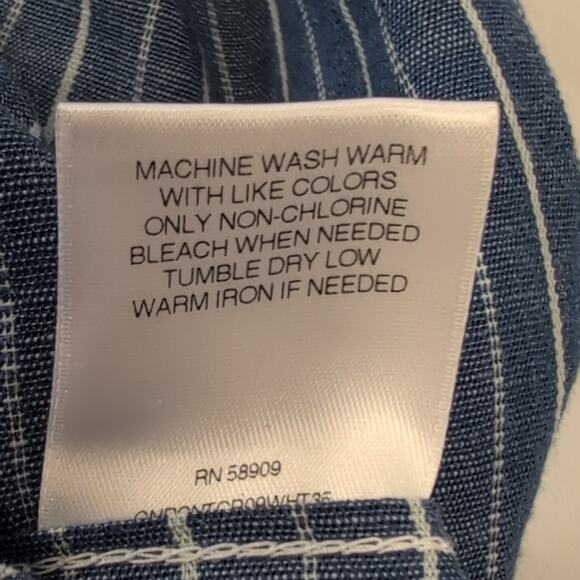 MACHINE WASH WARM
WITH LIKE COLORS
ONLY NON-CHLORINE
BLEACH WHEN NEEDED
TUMBLE DRY LOW
WARM IRON IF NEEDED
RN 58909